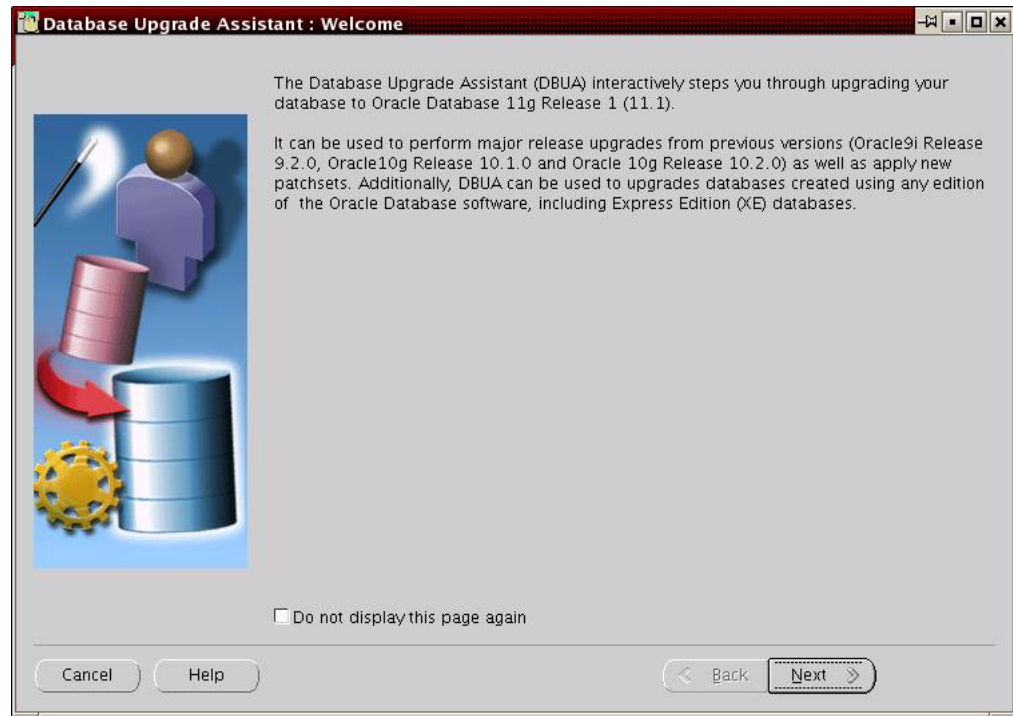 Database Upgrade Assistant : Welcome
The Database Upgrade Assistant (DBUA) interactively steps you through upgrading your
database to Oracle Database 11g Release 1 (11.1).
It can be used to perform major release upgrades from previous versions (Oracle9i Release
9.2.0, Oracle10g Release 10.1.0 and Oracle 10g Release 10.2.0) as well as apply new
patchsets. Additionally, DBUA can be used to upgrades databases created using any edition
of the Oracle Database software, including Express Edition (XE) databases.
Do not display this page again
Cancel Help Back Next